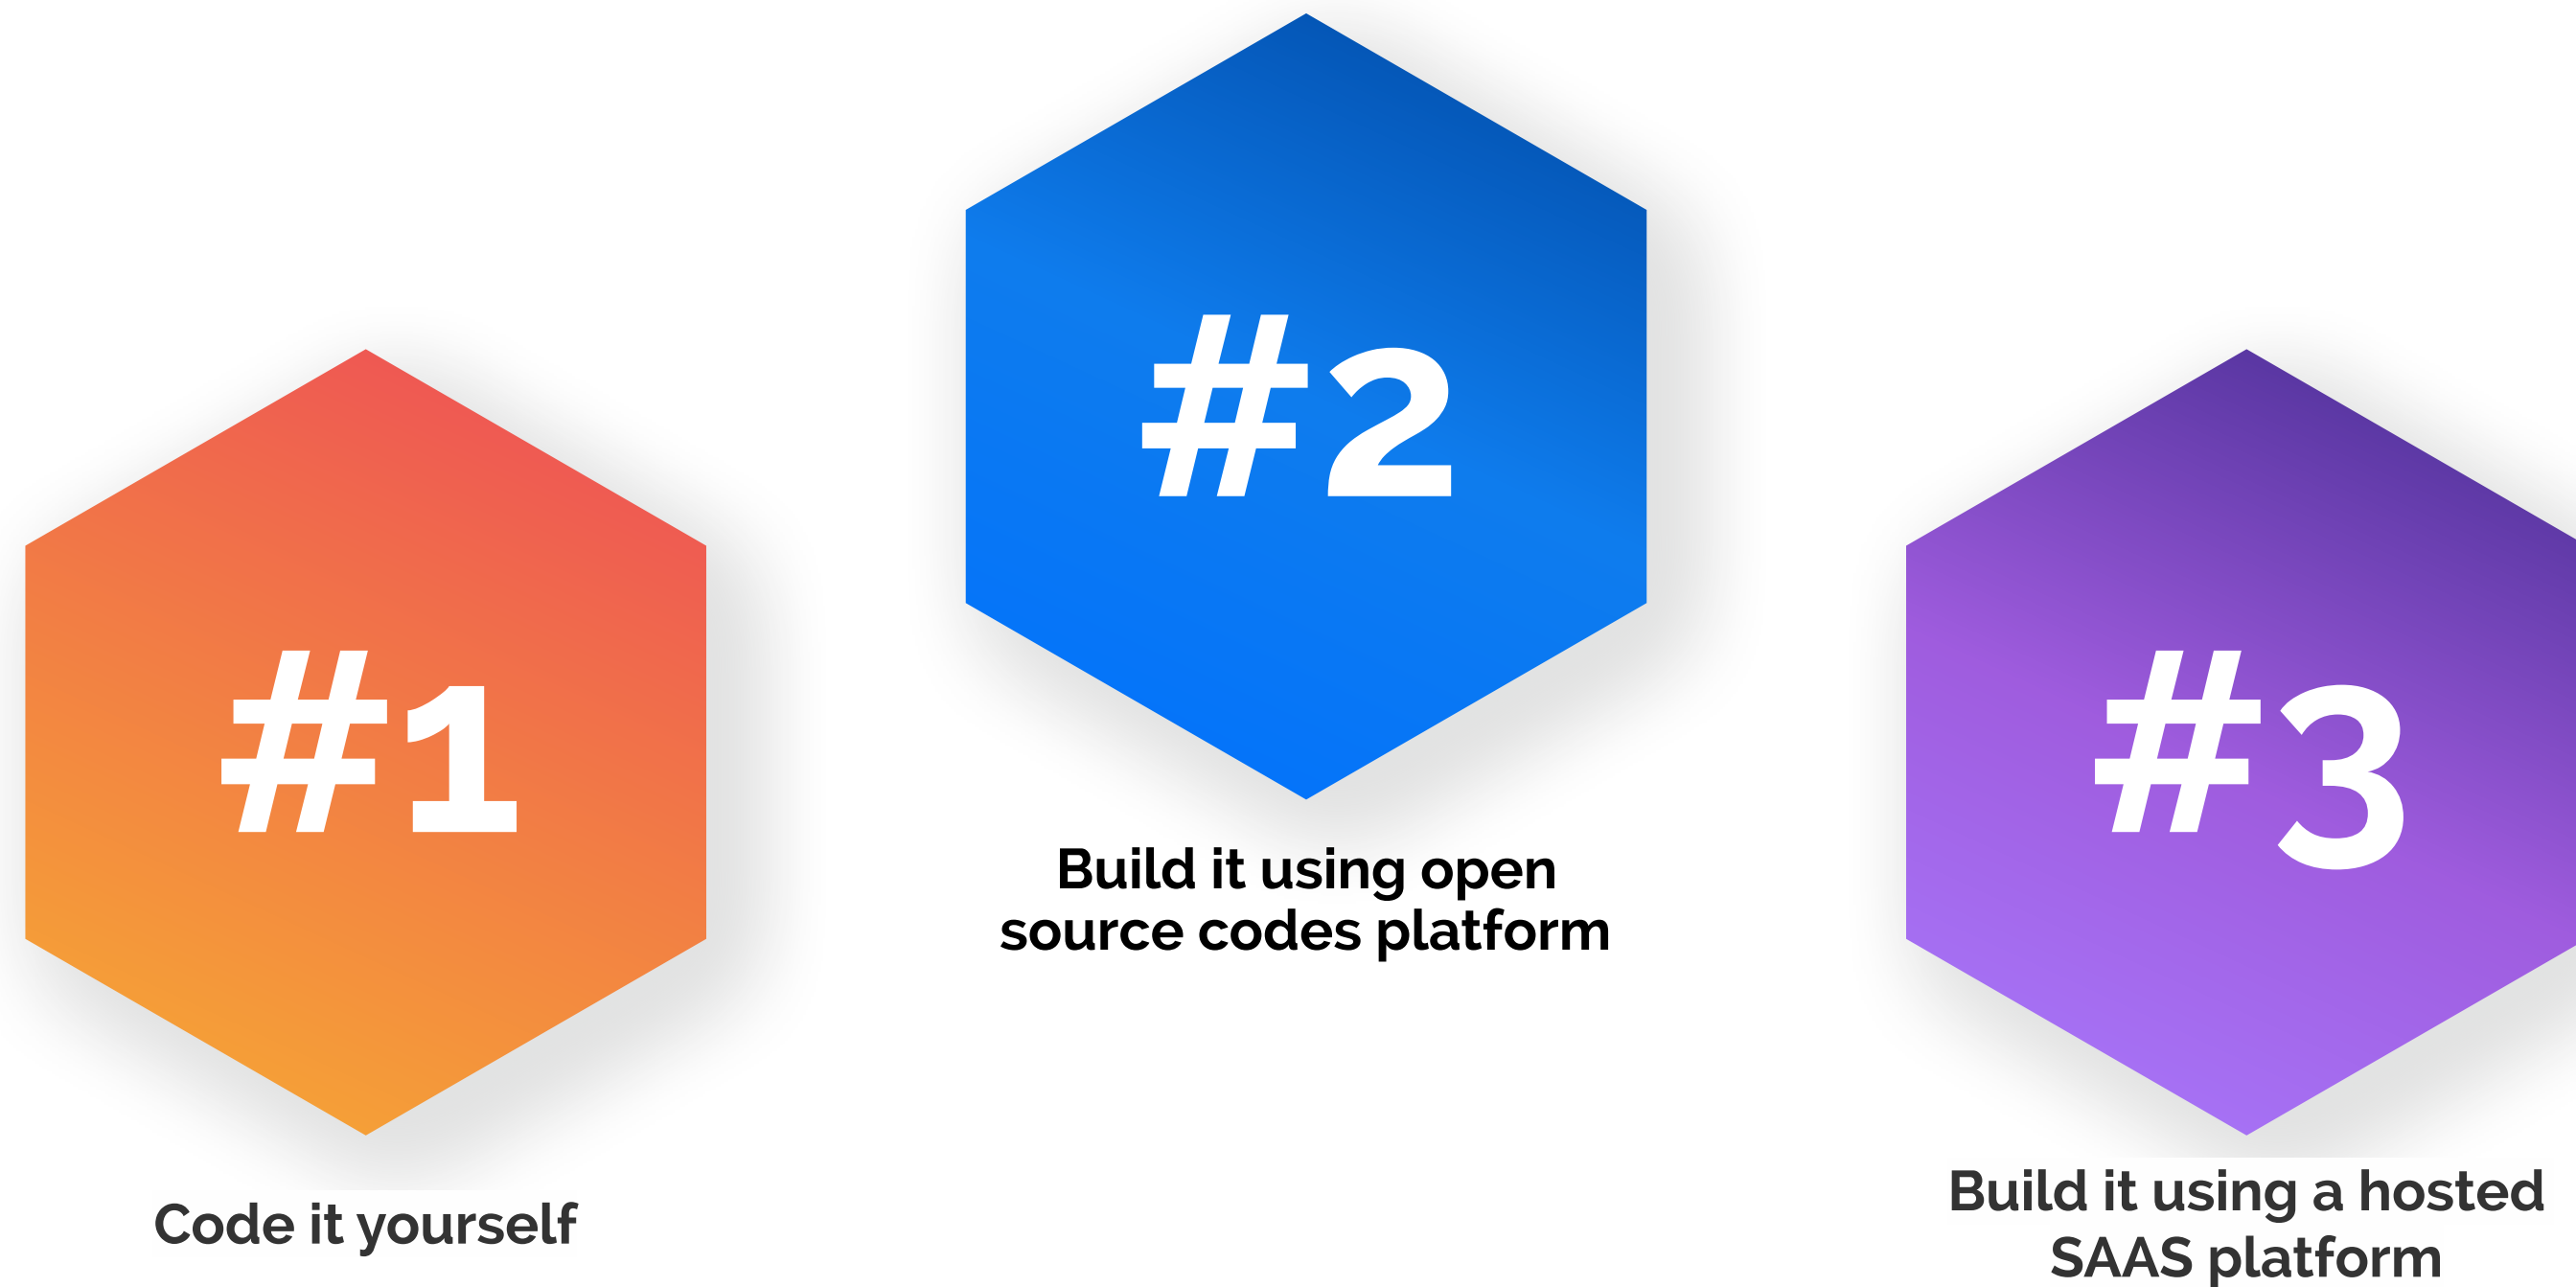 #1
Code it yourself
#2
Build it using open
source codes platform
#3
Build it using a hosted
SAAS platform